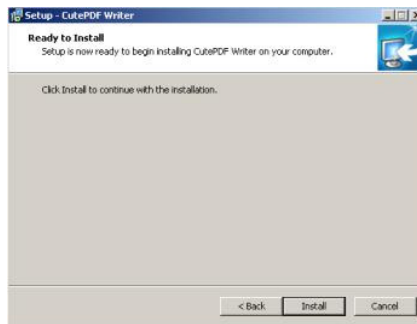 Setup - CutePDF Writer
Ready to Install
Setup is now ready to begin installing CutePDF Writer on your computer.
Click Install to continue with the installation.
< Back
Install
Cancel